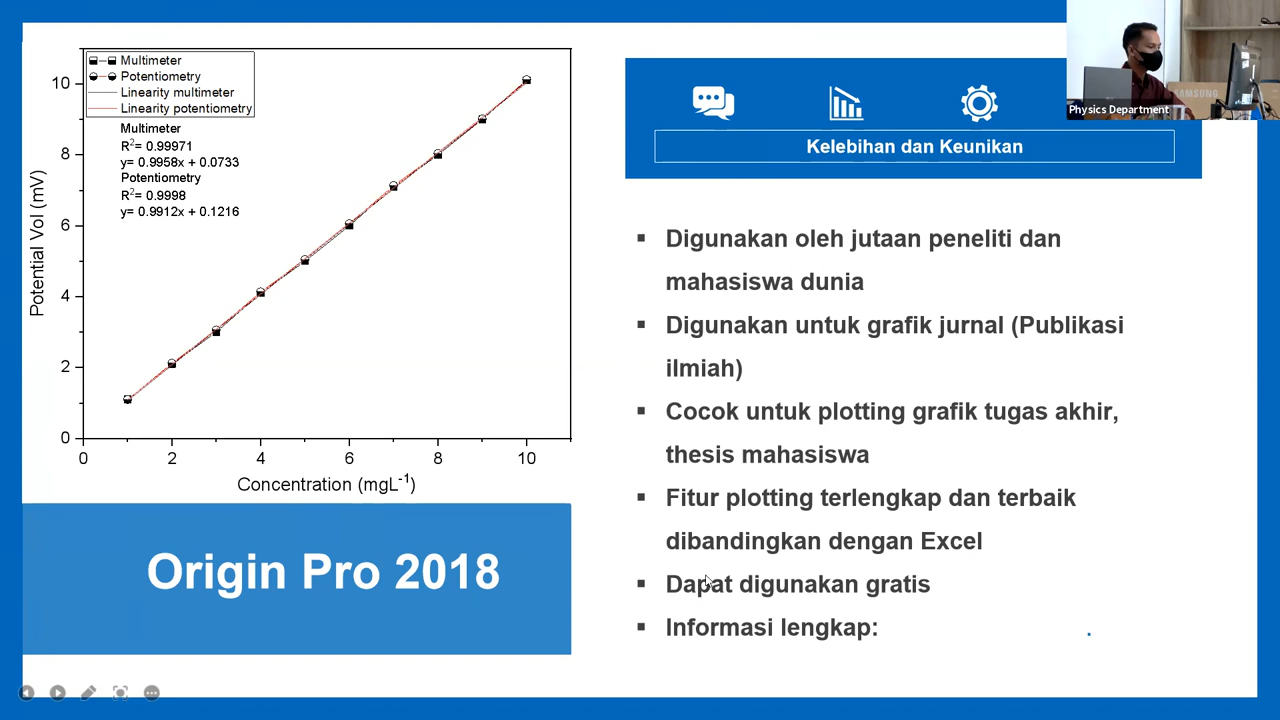 Multimeter
Potentiometry
Linearity multimeter
Linearity potentiometry
Multimeter
R²= 0.99971
y= 0.9958x + 0.0733
Potentiometry
R²= 0.9998
y= 0.9912x + 0.1216
10
8
6
4
2
0
Potential Vol (mV)
0 2 4 6 8 10
Concentration (mgL⁻¹)
Origin Pro 2018
SAMSUNG
Physics Department
Kelebihan dan Keunikan
▪ Digunakan oleh jutaan peneliti dan
mahasiswa dunia
▪ Digunakan untuk grafik jurnal (Publikasi
ilmiah)
▪ Cocok untuk plotting grafik tugas akhir,
thesis mahasiswa
▪ Fitur plotting terlengkap dan terbaik
dibandingkan dengan Excel
▪ Dapat digunakan gratis
▪ Informasi lengkap:
.